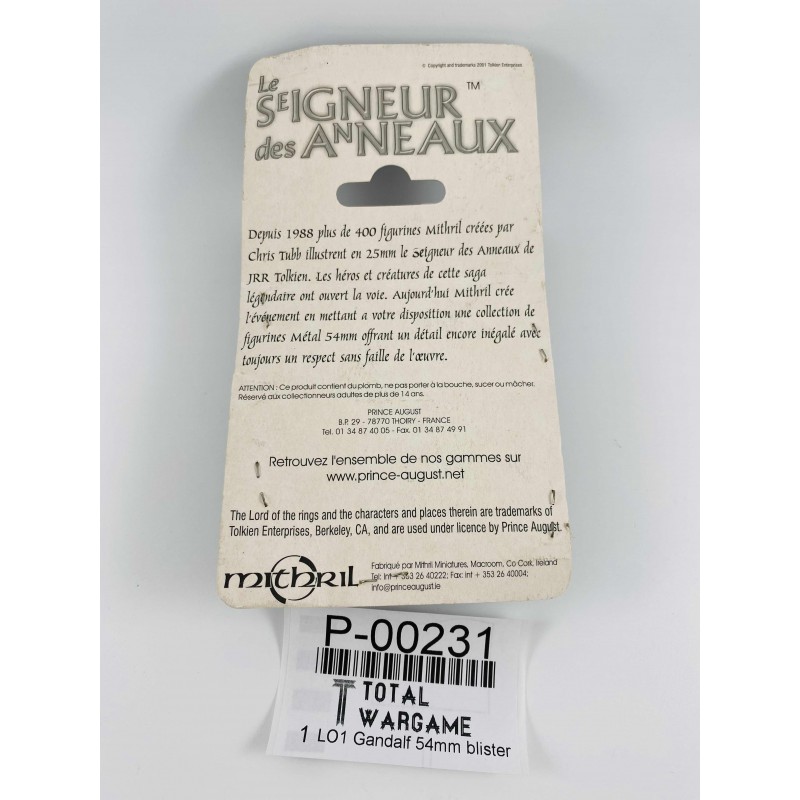 © Copyright and trademarks 2001 Tolkien Enterprises
Le
SEIGNEUR™
des ANNEAUX
Depuis 1988 plus de 400 figurines Mithril créées par
Chris Tubb illustrent en 25mm le Seigneur des Anneaux de
JRR Tolkien. Les héros et créatures de cette saga
légendaire ont ouvert la voie. Aujourd'hui Mithril crée
l'événement en mettant a votre disposition une collection de
figurines Métal 54mm offrant un détail encore inégalé avec
toujours un respect sans faille de l'œuvre.
ATTENTION : Ce produit contient du plomb, ne pas porter à la bouche, sucer ou mâcher.
Réservé aux collectionneurs adultes de plus de 14 ans.
PRINCE AUGUST
B.P. 29 - 78770 THOIRY - FRANCE
Tel. 01 34 87 40 05 - Fax. 01 34 87 49 91
Retrouvez l'ensemble de nos gammes sur
www.prince-august.net
The Lord of the rings and the characters and places therein are trademarks of
Tolkien Enterprises, Berkeley, CA, and are used under licence by Prince August.
MITHRIL
Fabriqué par Mithril Miniatures, Macroom, Co Cork, Ireland
Tel: Int + 353 26 40222; Fax: Int + 353 26 40004;
info@princeaugust.ie
P-00231
TOTAL
WARGAME
1 LO1 Gandalf 54mm blister